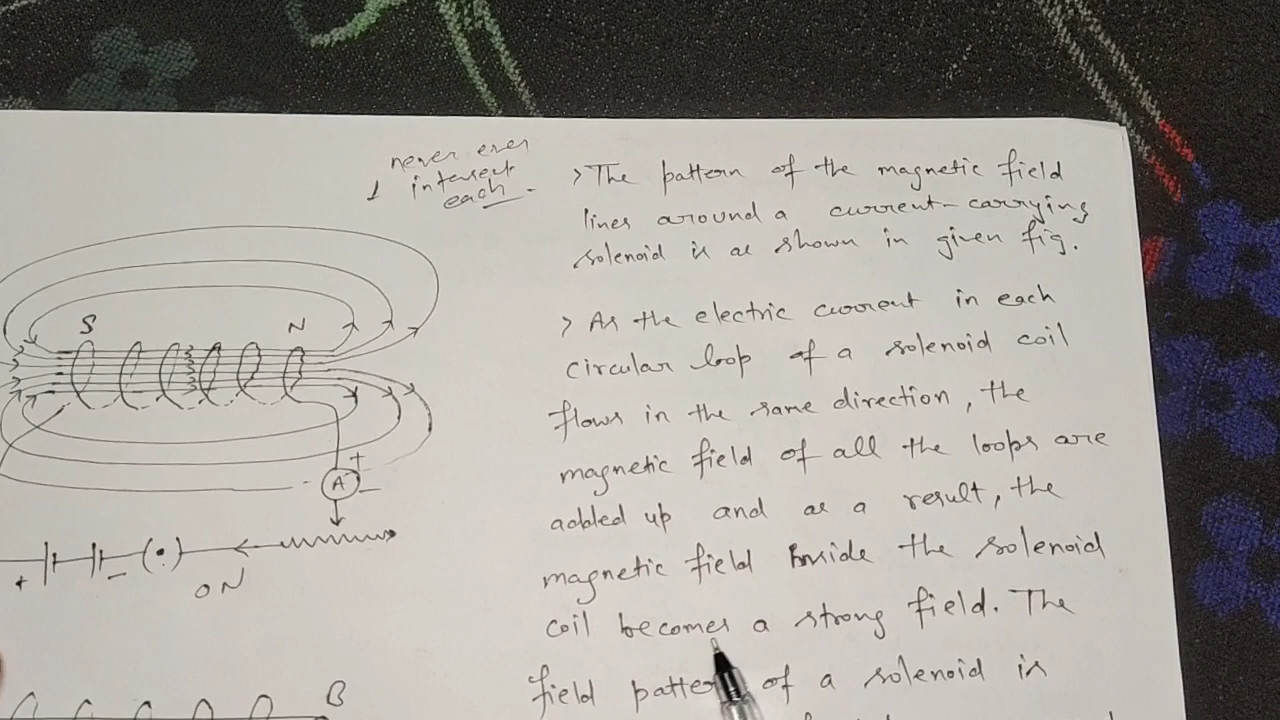 never ever
intersect
each
> The pattern of the magnetic field
lines around a current-carrying
solenoid is as shown in given fig.
S N
> As the electric current in each
circular loop of a solenoid coil
flows in the same direction, the
magnetic field of all the loops are
added up and as a result, the
magnetic field inside the solenoid
coil becomes a strong field. The
field pattern of a solenoid is
+
A
−
+ − (•)
ON
B